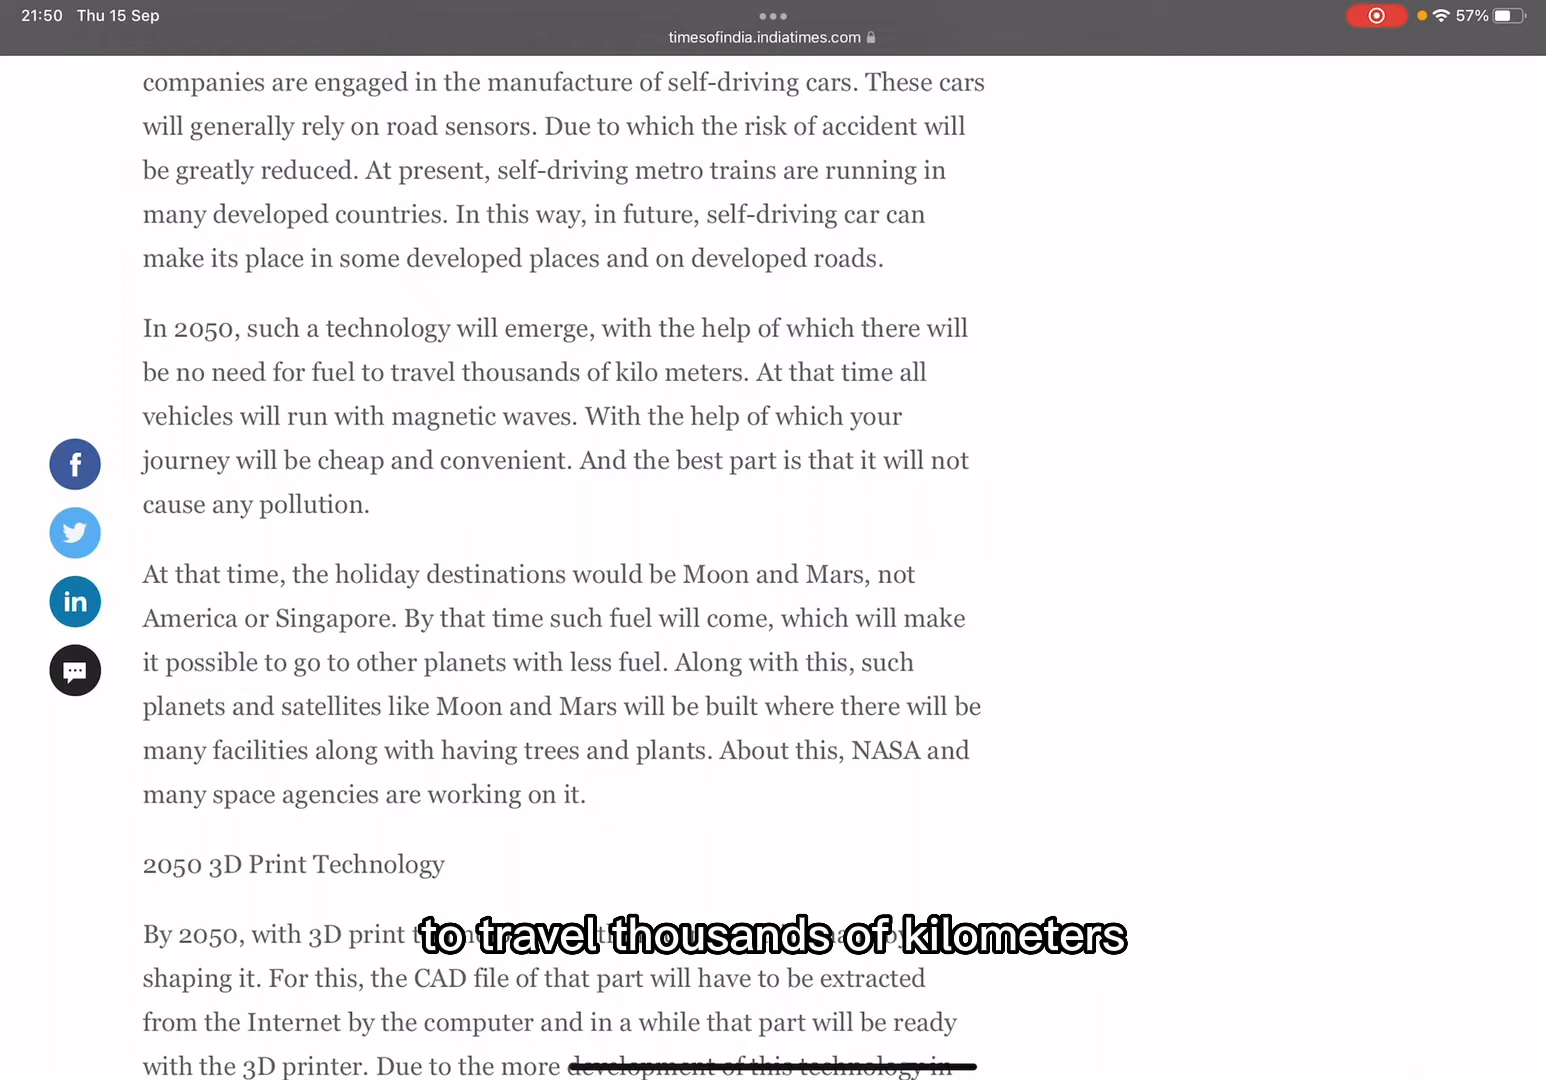 21:50 Thu 15 Sep
57%
timesofindia.indiatimes.com
companies are engaged in the manufacture of self-driving cars. These cars
will generally rely on road sensors. Due to which the risk of accident will
be greatly reduced. At present, self-driving metro trains are running in
many developed countries. In this way, in future, self-driving car can
make its place in some developed places and on developed roads.
In 2050, such a technology will emerge, with the help of which there will
be no need for fuel to travel thousands of kilo meters. At that time all
vehicles will run with magnetic waves. With the help of which your
journey will be cheap and convenient. And the best part is that it will not
cause any pollution.
At that time, the holiday destinations would be Moon and Mars, not
America or Singapore. By that time such fuel will come, which will make
it possible to go to other planets with less fuel. Along with this, such
planets and satellites like Moon and Mars will be built where there will be
many facilities along with having trees and plants. About this, NASA and
many space agencies are working on it.
2050 3D Print Technology
By 2050, with 3D print
to travel thousands of kilometers
shaping it. For this, the CAD file of that part will have to be extracted
from the Internet by the computer and in a while that part will be ready
with the 3D printer. Due to the more development of this technology in